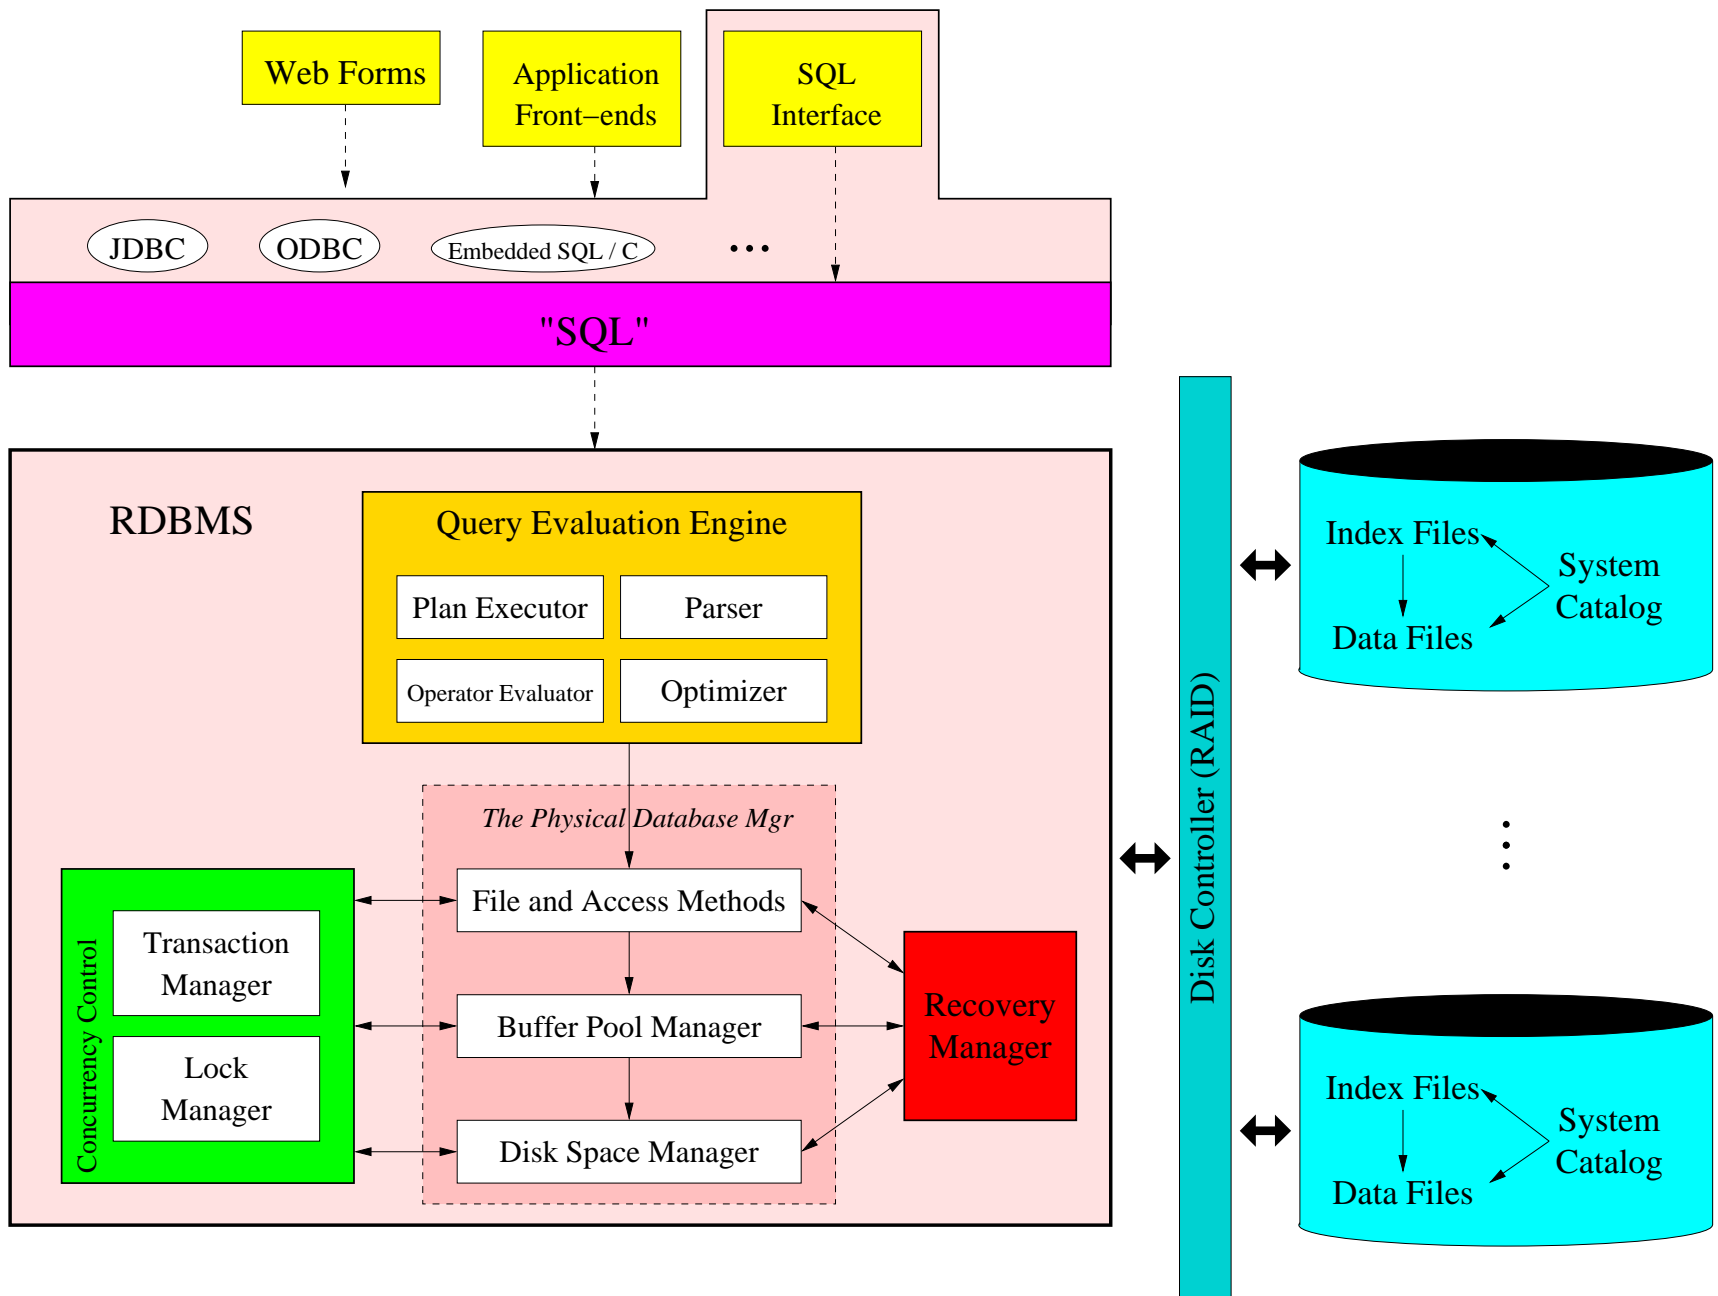 Web Forms
Application
Front−ends
SQL
Interface
JDBC
ODBC
Embedded SQL / C
...
"SQL"
RDBMS
Query Evaluation Engine
Plan Executor
Parser
Operator Evaluator
Optimizer
The Physical Database Mgr
File and Access Methods
Buffer Pool Manager
Disk Space Manager
Concurrency Control
Transaction
Manager
Lock
Manager
Recovery
Manager
Disk Controller (RAID)
Index Files
System
Catalog
Data Files
Index Files
System
Catalog
Data Files